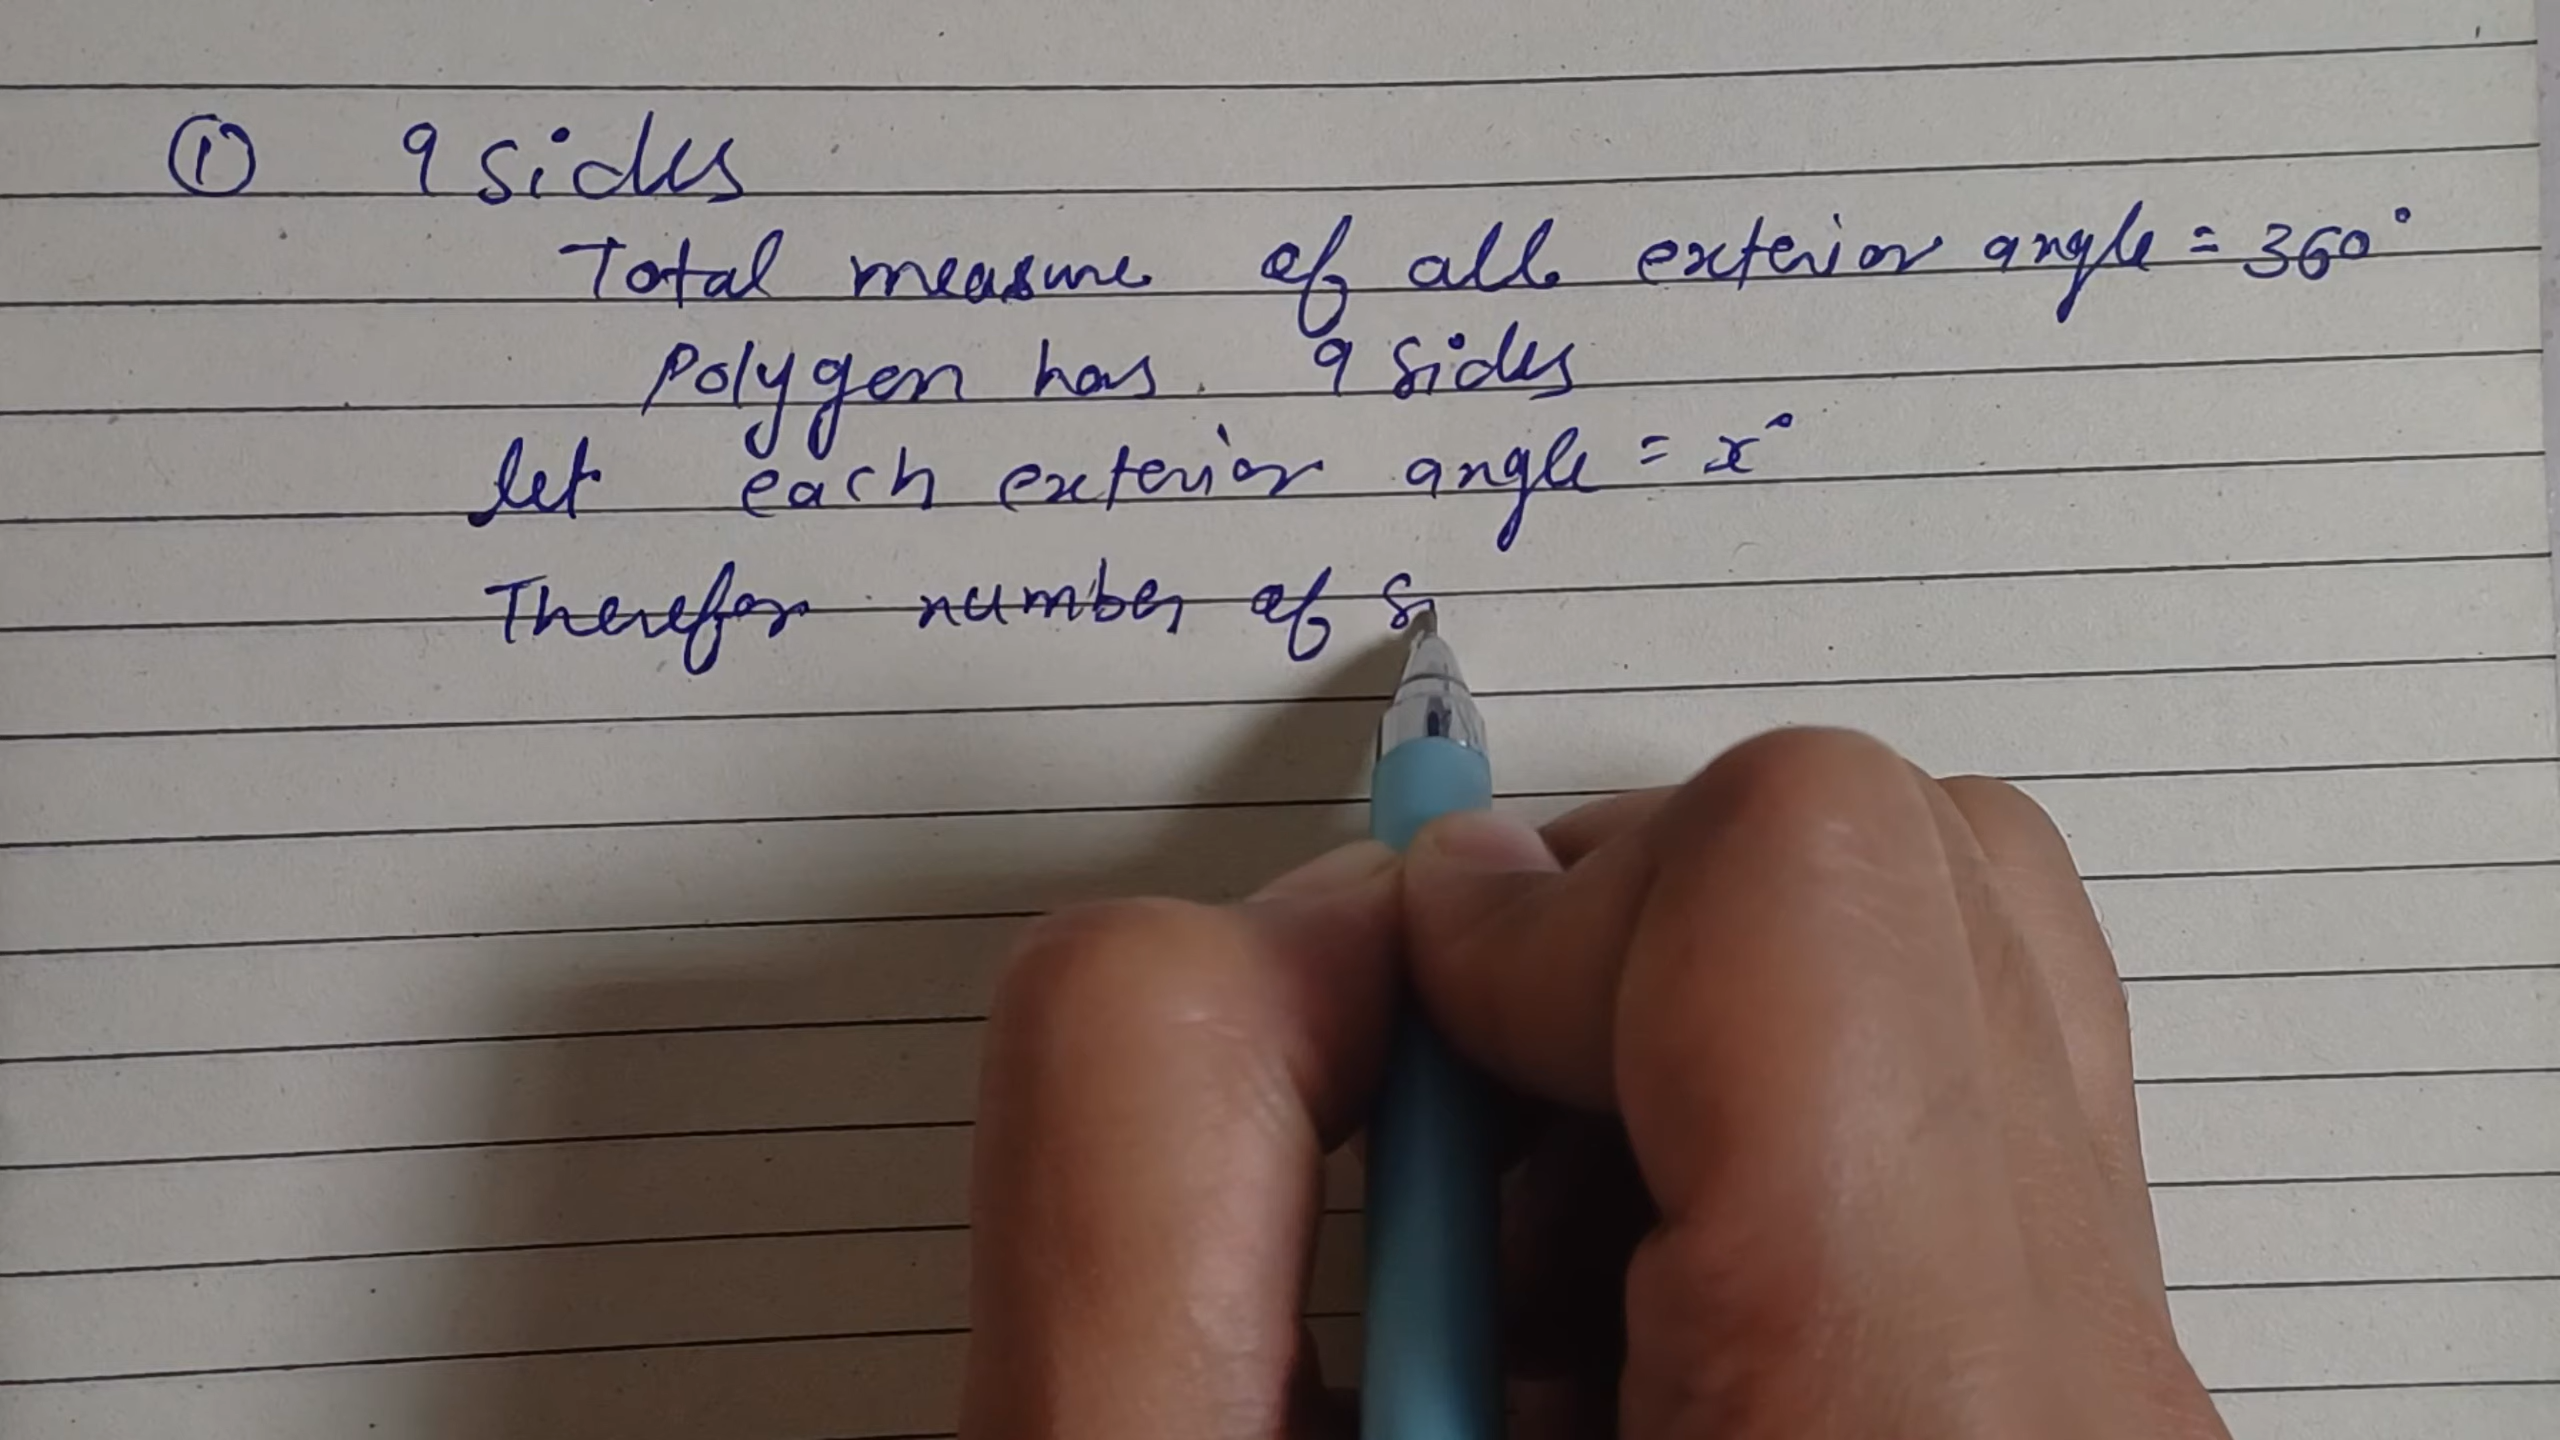 ① 9 sides
Total measure of all exterior angle = 360°
Polygen has 9 sides
let each exterior angle = x°
Therefor number of s